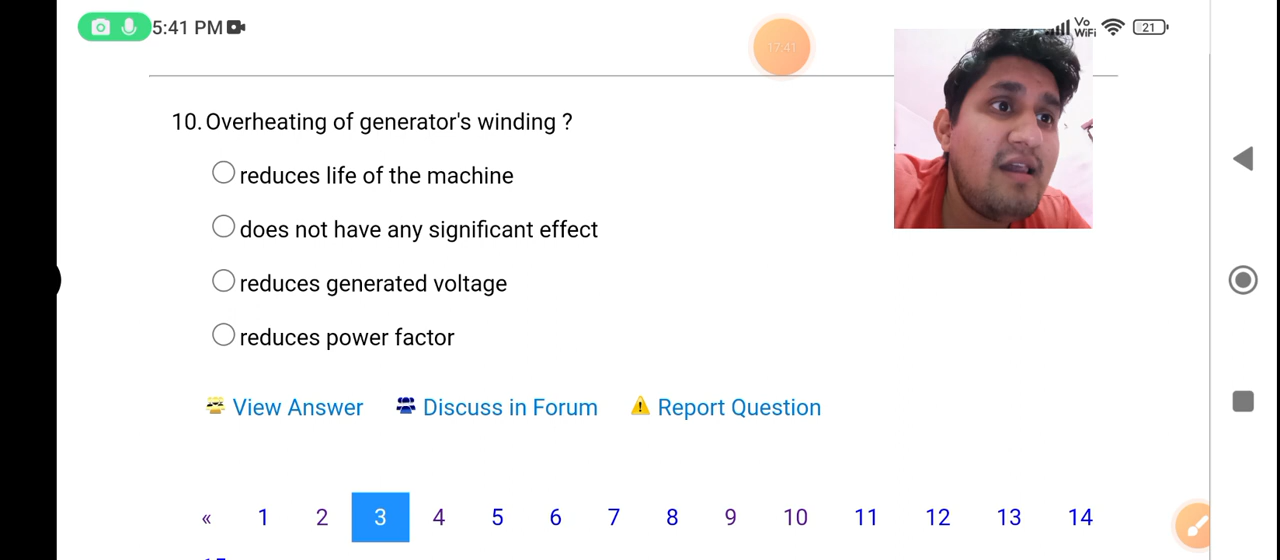 5:41 PM
17:41
Vo
WiFi
21
10. Overheating of generator's winding ?
reduces life of the machine
does not have any significant effect
reduces generated voltage
reduces power factor
View Answer Discuss in Forum Report Question
« 1 2 3 4 5 6 7 8 9 10 11 12 13 14